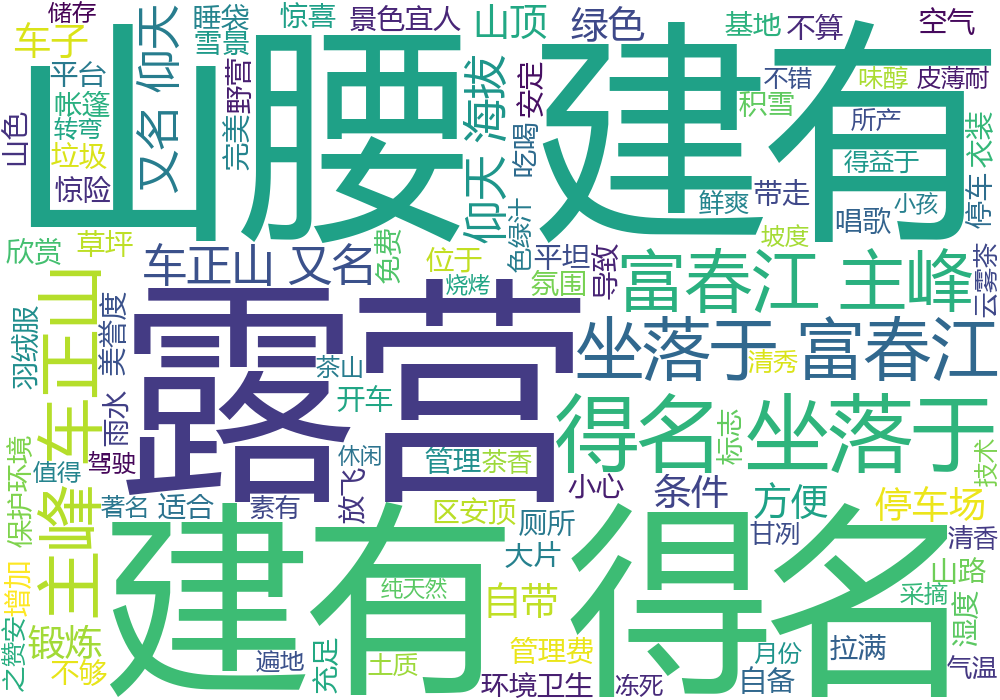 储存
惊喜
景色宜人
山顶
绿色
基地
不算
空气
车子
睡袋
雪景
仰天
又名
山腰
建有
平台
帐篷
转弯
垃圾
惊险
山色
完美野营
海拔
仰天
安定
吃喝
色绿汁
不错
味醇
皮薄耐
积雪
所产
得益于
衣装
鲜爽
带走
唱歌
小孩
停车
坡度
欣赏
草坪
车正山
又名
免费
位于
平坦
导致
烧烤
氛围
富春江
主峰
云雾茶
羽绒服
车正山
美誉度
露营
茶山
开车
坐落于
清秀
富春江
雨水
得名
坐落于
标志
技术
保护环境
驾驶
值得
休闲
管理
茶香
小心
条件
方便
停车场
主峰
著名
适合
素有
放飞
区安顶
厕所
大片
甘冽
清香
建有
得名
增加
纯天然
自带
山路
采摘
湿度
之赞安
锻炼
不够
遍地
充足
土质
管理费
环境卫生
冻死
月份
自备
拉满
气温